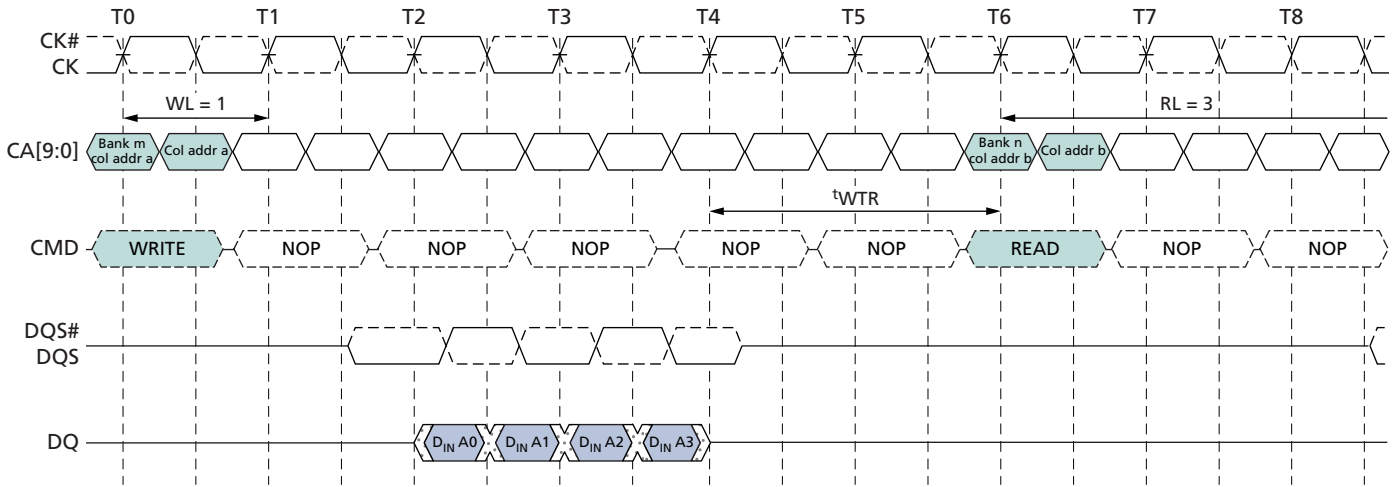 T0 T1 T2 T3 T4 T5 T6 T7 T8
CK#
CK
WL = 1
RL = 3
CA[9:0]
Bank m
col addr a
Col addr a
Bank n
col addr b
Col addr b
tWTR
CMD
WRITE NOP NOP NOP NOP NOP READ NOP NOP
DQS#
DQS
DQ
DIN A0 DIN A1 DIN A2 DIN A3